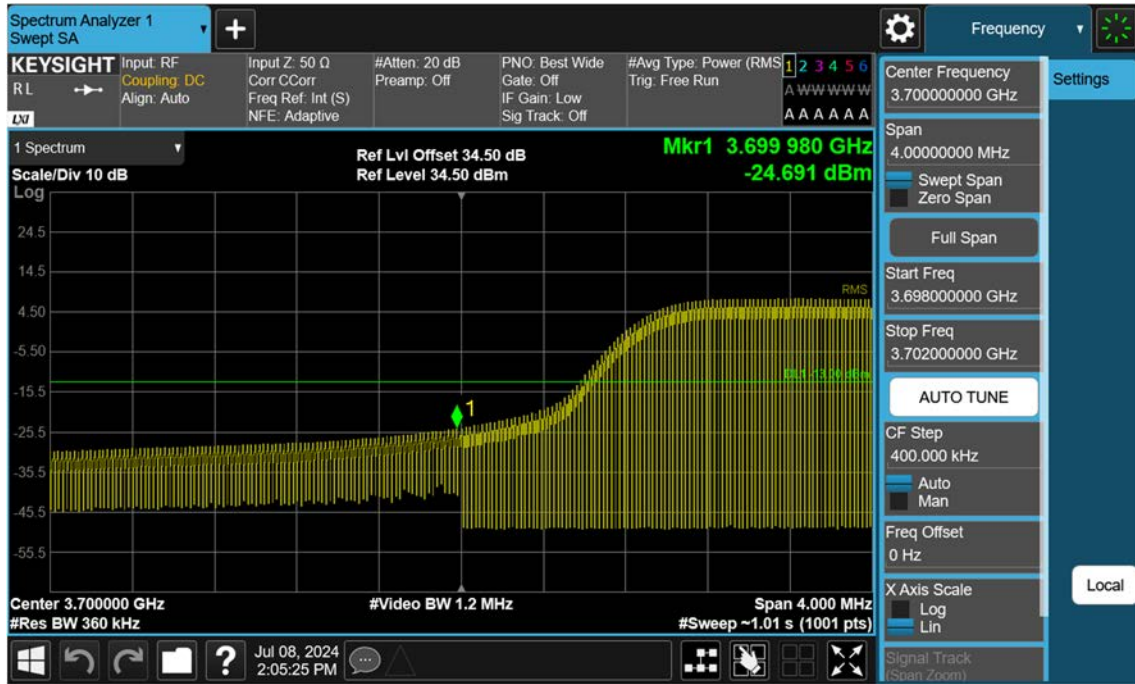 Spectrum Analyzer 1
Swept SA
Frequency
KEYSIGHT
RL
LXI
Input: RF
Coupling: DC
Align: Auto
Input Z: 50 Ω
Corr CCorr
Freq Ref: Int (S)
NFE: Adaptive
#Atten: 20 dB
Preamp: Off
PNO: Best Wide
Gate: Off
IF Gain: Low
Sig Track: Off
#Avg Type: Power (RMS
Trig: Free Run
1 2 3 4 5 6
A W W W W W
A A A A A A
1 Spectrum
Scale/Div 10 dB
Ref Lvl Offset 34.50 dB
Ref Level 34.50 dBm
Mkr1 3.699 980 GHz
-24.691 dBm
Log
24.5
14.5
4.50
-5.50
-15.5
-25.5
-35.5
-45.5
-55.5
RMS
DL1 -13.00 dBm
1
Center 3.700000 GHz
#Video BW 1.2 MHz
Span 4.000 MHz
#Res BW 360 kHz
#Sweep ~1.01 s (1001 pts)
Center Frequency
3.700000000 GHz
Settings
Span
4.00000000 MHz
Swept Span
Zero Span
Full Span
Start Freq
3.698000000 GHz
Stop Freq
3.702000000 GHz
AUTO TUNE
CF Step
400.000 kHz
Auto
Man
Freq Offset
0 Hz
X Axis Scale
Log
Lin
Local
Signal Track
(Span Zoom)
?
Jul 08, 2024
2:05:25 PM